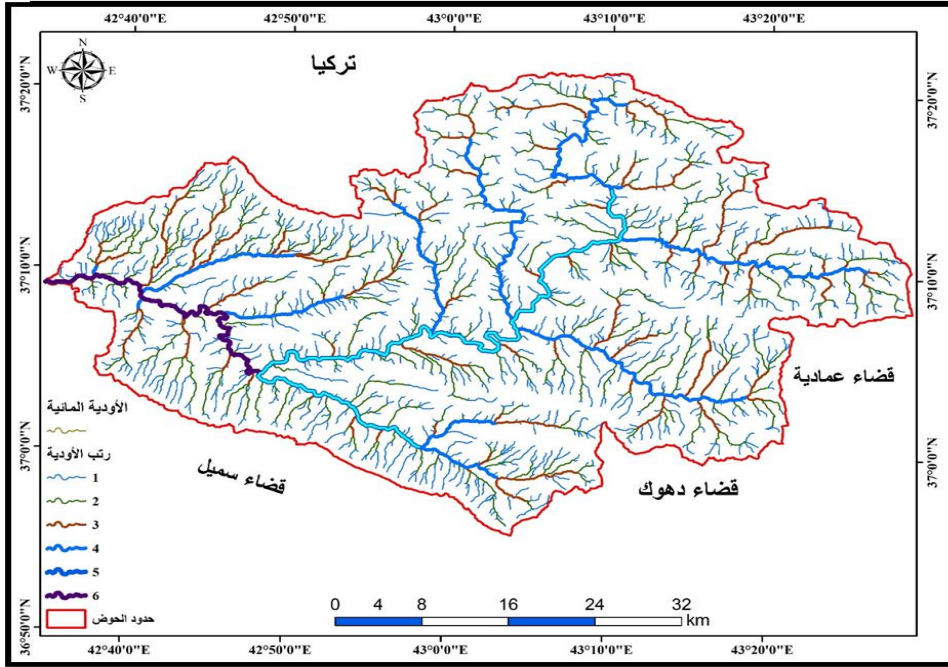 42°40'0"E 42°50'0"E 43°0'0"E 43°10'0"E 43°20'0"E
N
W E
S
تركيا
37°20'0"N 37°20'0"N
37°10'0"N 37°10'0"N
قضاء عمادية
37°0'0"N 37°0'0"N
قضاء سميل
قضاء دهوك
الأودية المائية
رتب الأودية
1
2
3
4
5
6
حدود الحوض
0 4 8 16 24 32
km
36°50'0"N
42°40'0"E 42°50'0"E 43°0'0"E 43°10'0"E 43°20'0"E